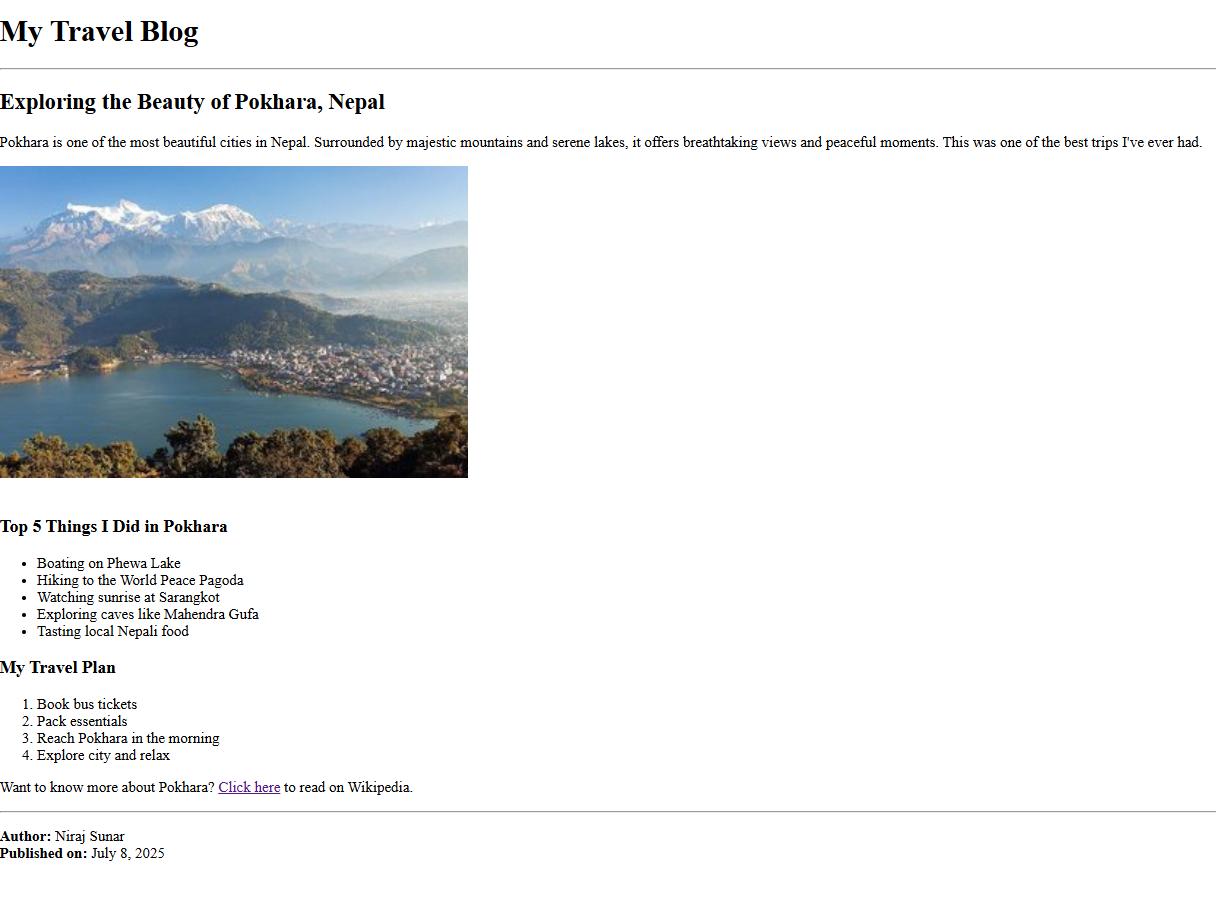 My Travel Blog
Exploring the Beauty of Pokhara, Nepal
Pokhara is one of the most beautiful cities in Nepal. Surrounded by majestic mountains and serene lakes, it offers breathtaking views and peaceful moments. This was one of the best trips I've ever had.
Top 5 Things I Did in Pokhara
• Boating on Phewa Lake
• Hiking to the World Peace Pagoda
• Watching sunrise at Sarangkot
• Exploring caves like Mahendra Gufa
• Tasting local Nepali food
My Travel Plan
1. Book bus tickets
2. Pack essentials
3. Reach Pokhara in the morning
4. Explore city and relax
Want to know more about Pokhara? Click here to read on Wikipedia.
Author: Niraj Sunar
Published on: July 8, 2025